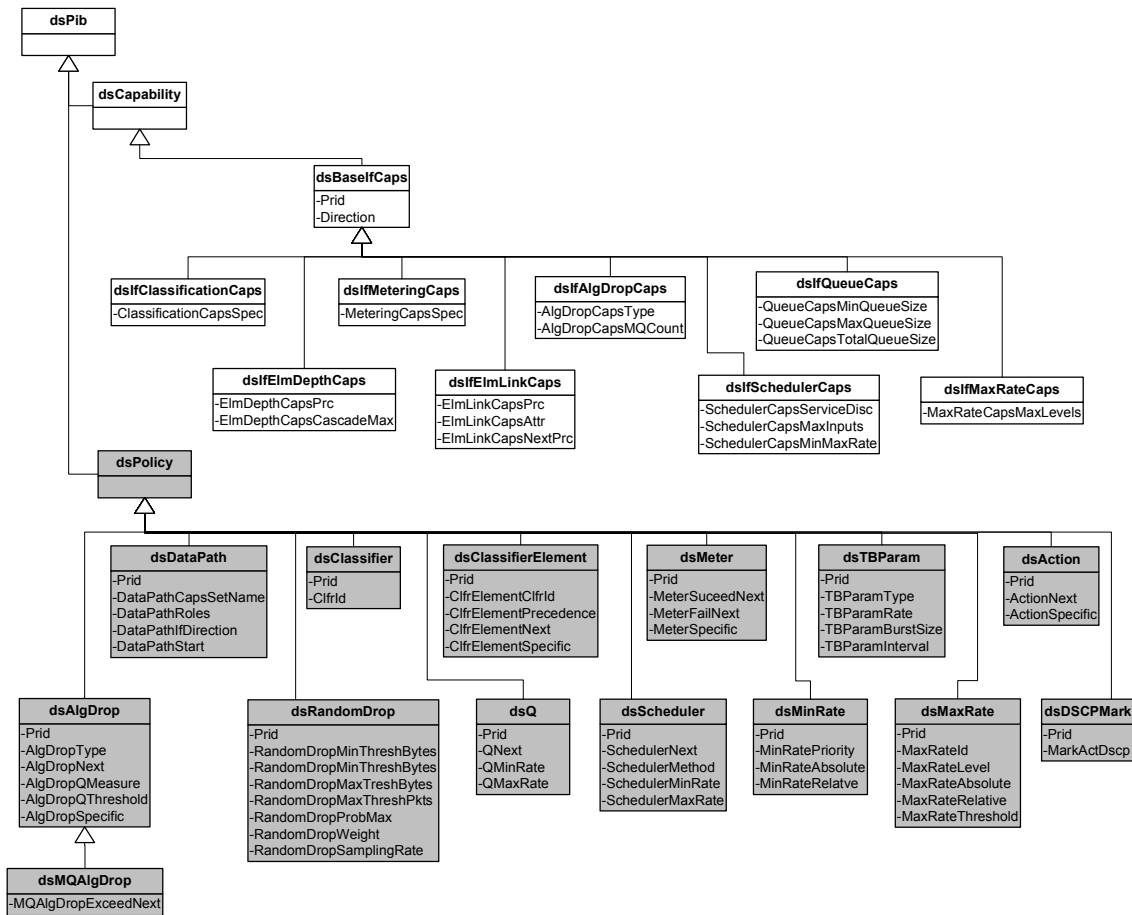 dsPib
dsCapability
dsBaseIfCaps
-Prid
-Direction
dsIfClassificationCaps
-ClassificationCapsSpec
dsIfMeteringCaps
-MeteringCapsSpec
dsIfAlgDropCaps
-AlgDropCapsType
-AlgDropCapsMQCount
dsIfQueueCaps
-QueueCapsMinQueueSize
-QueueCapsMaxQueueSize
-QueueCapsTotalQueueSize
dsIfElmDepthCaps
-ElmDepthCapsPrc
-ElmDepthCapsCascadeMax
dsIfElmLinkCaps
-ElmLinkCapsPrc
-ElmLinkCapsAttr
-ElmLinkCapsNextPrc
dsIfSchedulerCaps
-SchedulerCapsServiceDisc
-SchedulerCapsMaxInputs
-SchedulerCapsMinMaxRate
dsIfMaxRateCaps
-MaxRateCapsMaxLevels
dsPolicy
dsDataPath
-Prid
-DataPathCapsSetName
-DataPathRoles
-DataPathIfDirection
-DataPathStart
dsClassifier
-Prid
-ClfrId
dsClassifierElement
-Prid
-ClfrElementClfrId
-ClfrElementPrecedence
-ClfrElementNext
-ClfrElementSpecific
dsMeter
-Prid
-MeterSuceedNext
-MeterFailNext
-MeterSpecific
dsTBParam
-Prid
-TBParamType
-TBParamRate
-TBParamBurstSize
-TBParamInterval
dsAction
-Prid
-ActionNext
-ActionSpecific
dsAlgDrop
-Prid
-AlgDropType
-AlgDropNext
-AlgDropQMeasure
-AlgDropQThreshold
-AlgDropSpecific
dsRandomDrop
-Prid
-RandomDropMinThreshBytes
-RandomDropMinThreshBytes
-RandomDropMaxTreshBytes
-RandomDropMaxThreshPkts
-RandomDropProbMax
-RandomDropWeight
-RandomDropSamplingRate
dsQ
-Prid
-QNext
-QMinRate
-QMaxRate
dsScheduler
-Prid
-SchedulerNext
-SchedulerMethod
-SchedulerMinRate
-SchedulerMaxRate
dsMinRate
-Prid
-MinRatePriority
-MinRateAbsolute
-MinRateRelatve
dsMaxRate
-Prid
-MaxRateId
-MaxRateLevel
-MaxRateAbsolute
-MaxRateRelative
-MaxRateThreshold
dsDSCPMark
-Prid
-MarkActDscp
dsMQAlgDrop
-MQAlgDropExceedNext